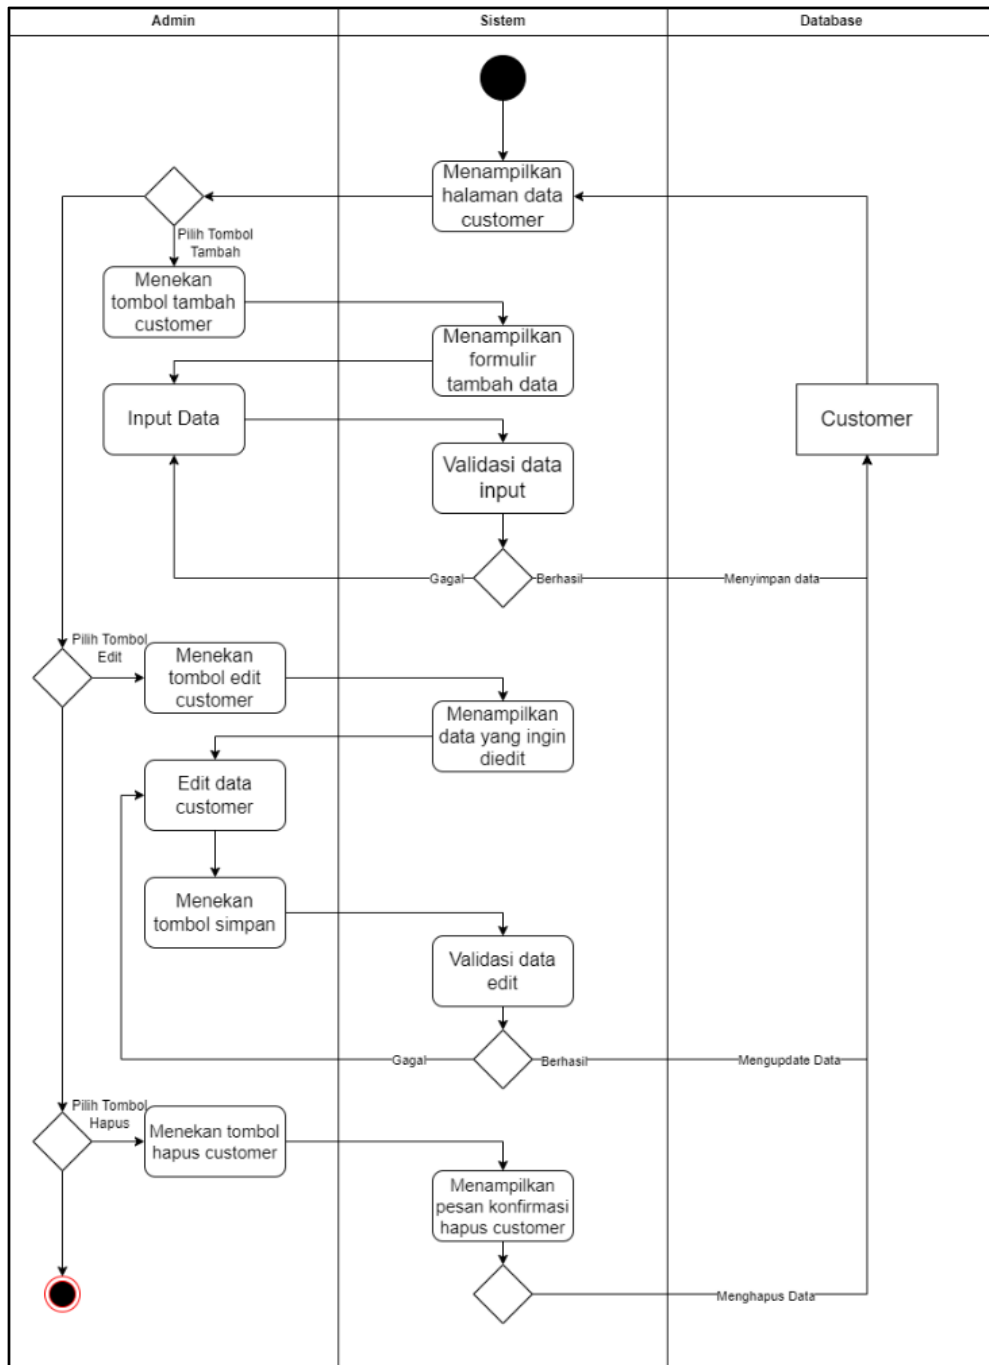 Admin
Sistem
Database
Menampilkan
halaman data
customer
Pilih Tombol
Tambah
Menekan
tombol tambah
customer
Menampilkan
formulir
tambah data
Input Data
Customer
Validasi data
input
Gagal
Berhasil
Menyimpan data
Pilih Tombol
Edit
Menekan
tombol edit
customer
Menampilkan
data yang ingin
diedit
Edit data
customer
Menekan
tombol simpan
Validasi data
edit
Gagal
Berhasil
Mengupdate Data
Pilih Tombol
Hapus
Menekan tombol
hapus customer
Menampilkan
pesan konfirmasi
hapus customer
Menghapus Data